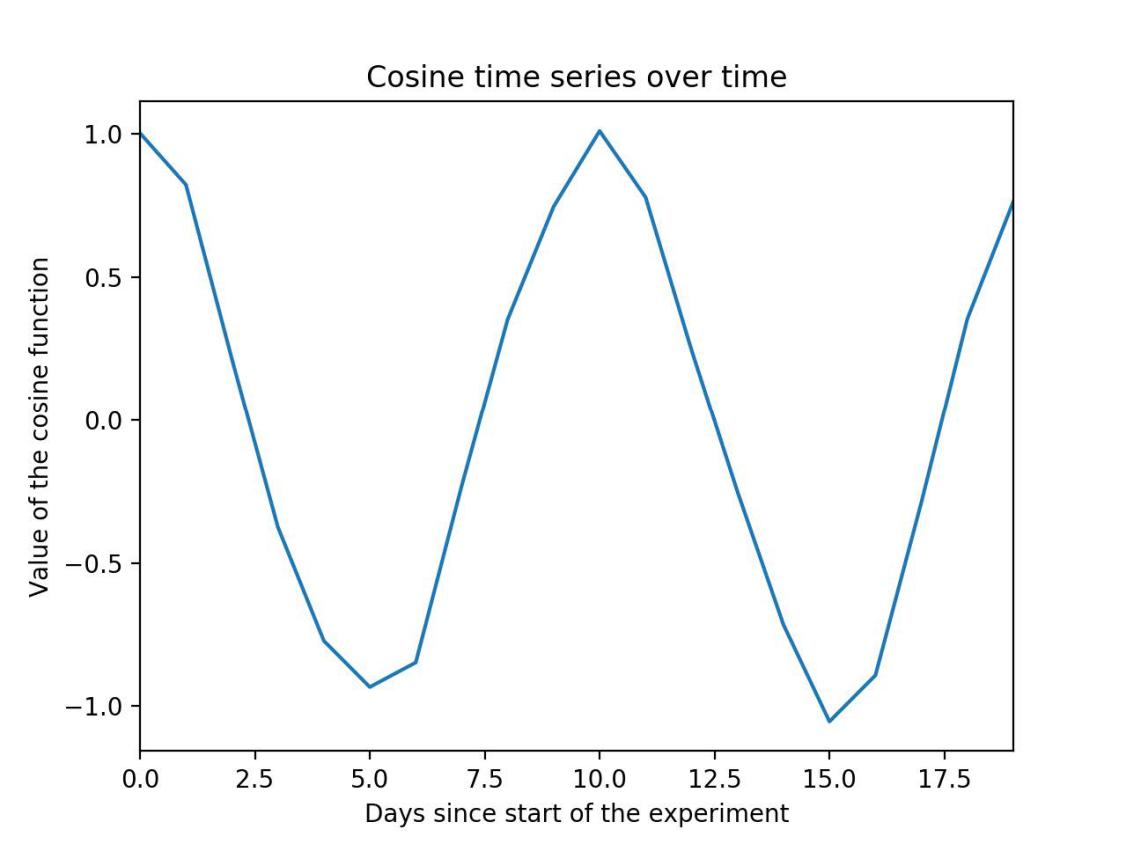 Cosine time series over time
1.0
0.5
0.0
−0.5
−1.0
Value of the cosine function
0.0 2.5 5.0 7.5 10.0 12.5 15.0 17.5
Days since start of the experiment